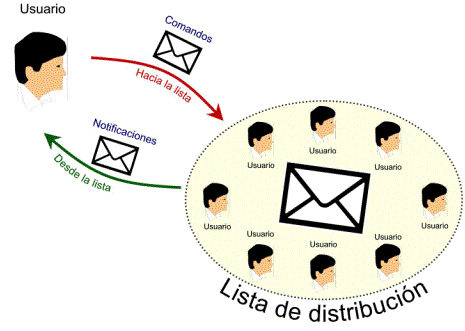 Usuario
Comandos
Hacia la lista
Notificaciones
Desde la lista
Usuario
Usuario
Usuario
Usuario
Usuario
Usuario
Usuario
Usuario
Lista de distribución